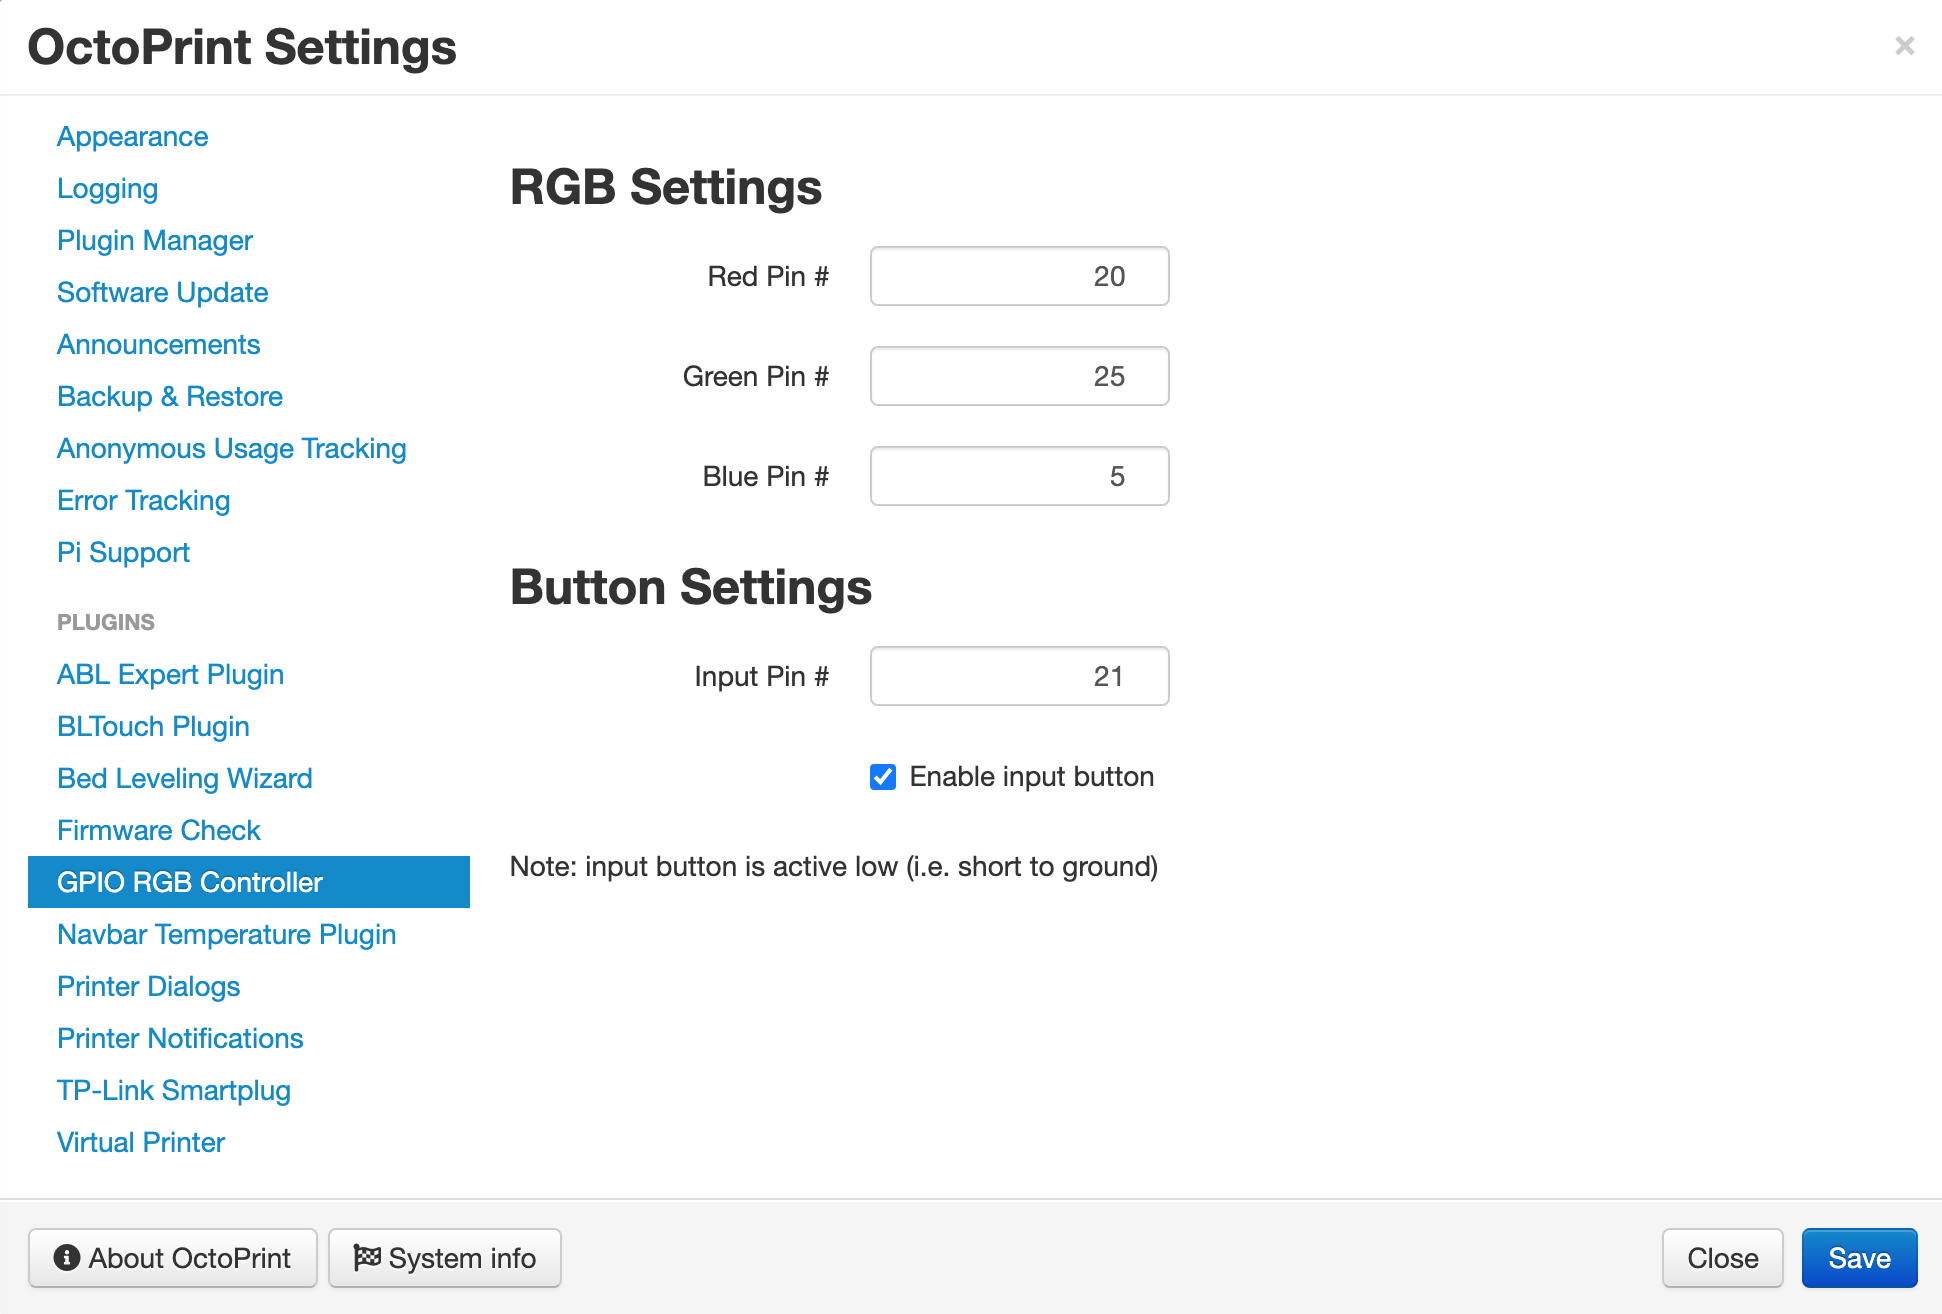 OctoPrint Settings
×
Appearance
Logging
Plugin Manager
Software Update
Announcements
Backup & Restore
Anonymous Usage Tracking
Error Tracking
Pi Support
PLUGINS
ABL Expert Plugin
BLTouch Plugin
Bed Leveling Wizard
Firmware Check
GPIO RGB Controller
Navbar Temperature Plugin
Printer Dialogs
Printer Notifications
TP-Link Smartplug
Virtual Printer
RGB Settings
Red Pin # 20
Green Pin # 25
Blue Pin # 5
Button Settings
Input Pin # 21
Enable input button
Note: input button is active low (i.e. short to ground)
About OctoPrint System info Close Save